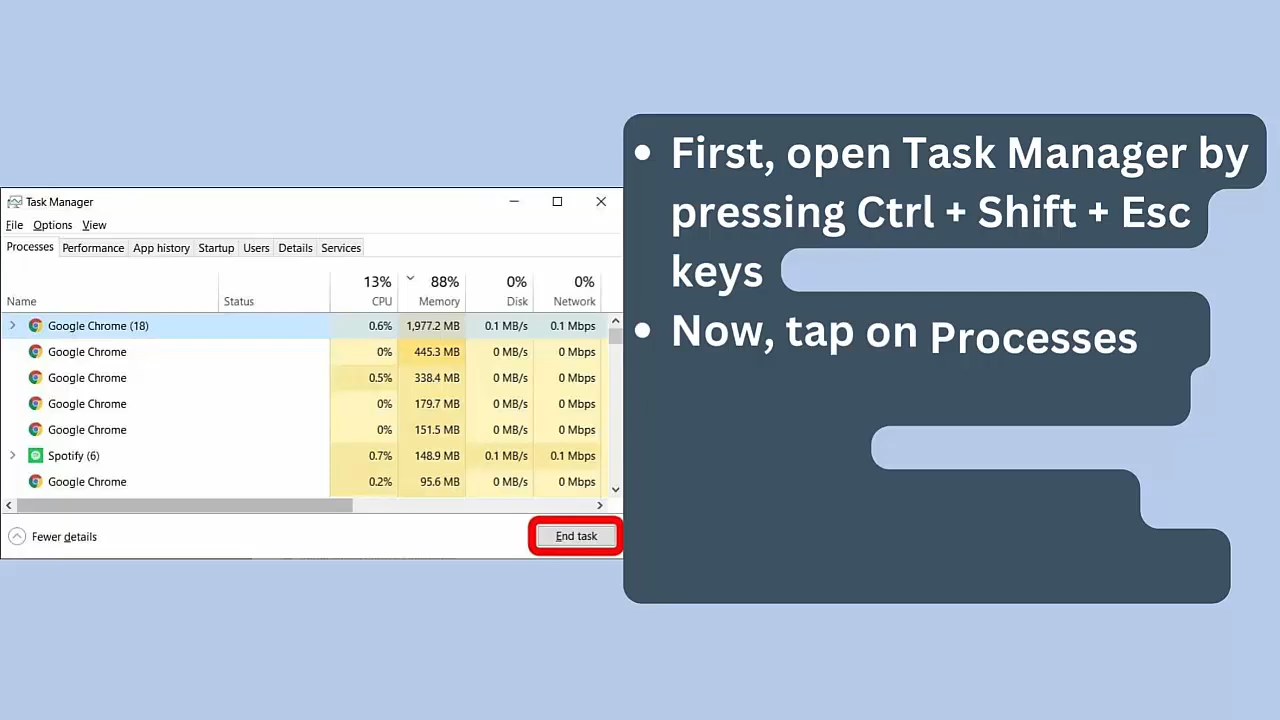 Task Manager
File Options View
Processes Performance App history Startup Users Details Services
13% 88% 0% 0%
Name Status CPU Memory Disk Network
Google Chrome (18) 0.6% 1,977.2 MB 0.1 MB/s 0.1 Mbps
Google Chrome 0% 445.3 MB 0 MB/s 0 Mbps
Google Chrome 0.5% 338.4 MB 0 MB/s 0 Mbps
Google Chrome 0% 179.7 MB 0 MB/s 0 Mbps
Google Chrome 0% 151.5 MB 0 MB/s 0 Mbps
Spotify (6) 0.7% 148.9 MB 0.1 MB/s 0.1 Mbps
Google Chrome 0.2% 95.6 MB 0 MB/s 0 Mbps
Fewer details End task
• First, open Task Manager by
pressing Ctrl + Shift + Esc
keys
• Now, tap on Processes